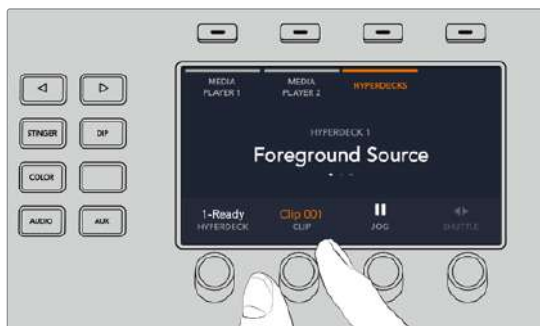 MEDIA PLAYER 1
MEDIA PLAYER 2
HYPERDECKS
HYPERDECK 1
Foreground Source
STINGER
DIP
COLOR
AUDIO
AUX
1-Ready
HYPERDECK
Clip 001
CLIP
JOG
SHUTTLE